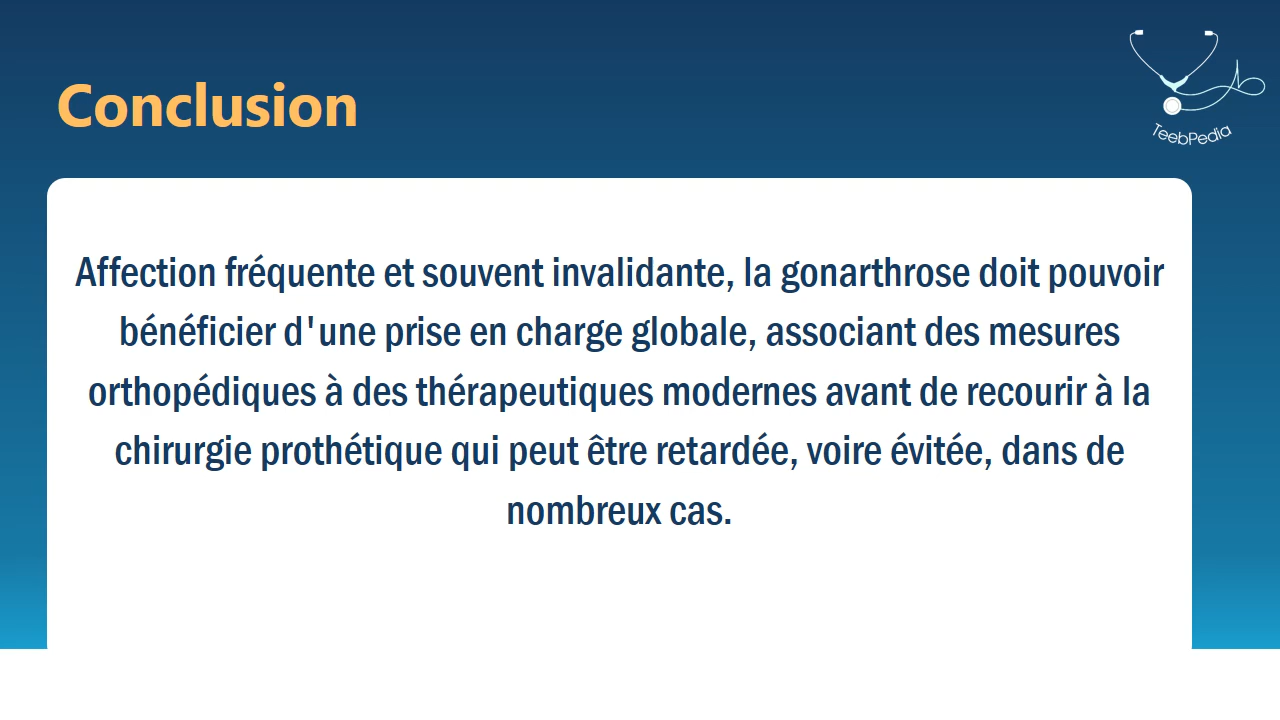 Conclusion
TeebPedia
Affection fréquente et souvent invalidante, la gonarthrose doit pouvoir
bénéficier d'une prise en charge globale, associant des mesures
orthopédiques à des thérapeutiques modernes avant de recourir à la
chirurgie prothétique qui peut être retardée, voire évitée, dans de
nombreux cas.